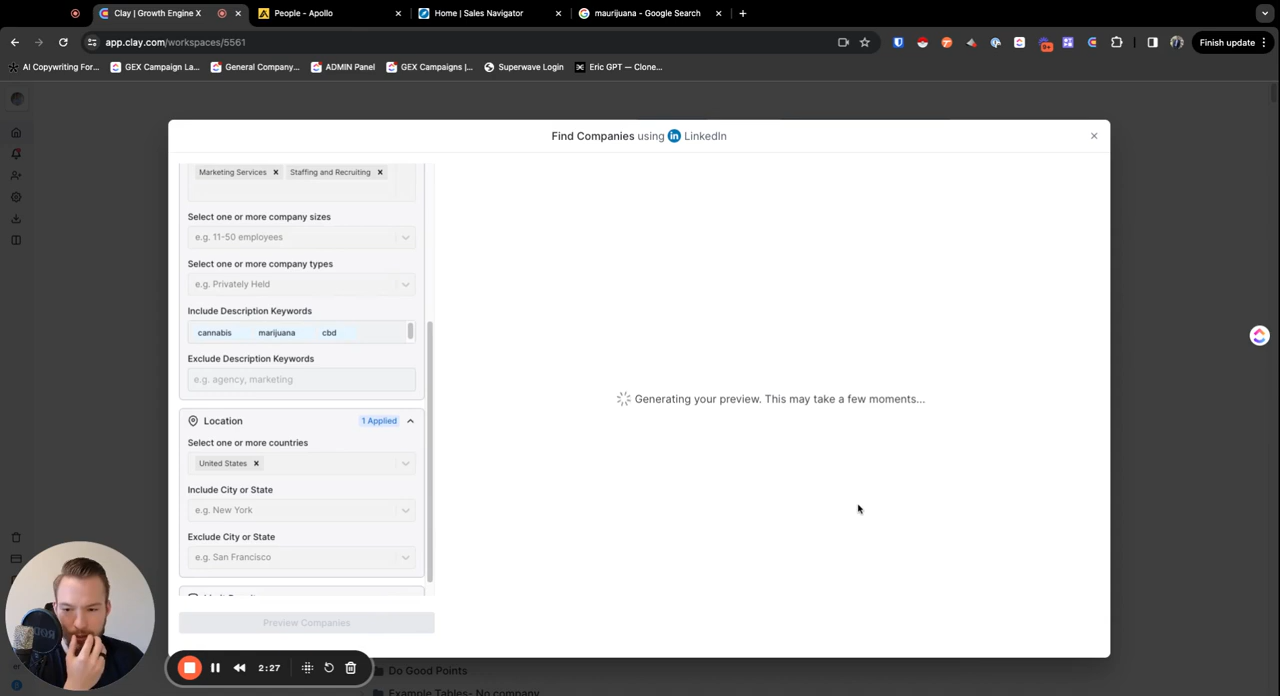 Clay | Growth Engine X
People - Apollo
Home | Sales Navigator
maurijuana - Google Search
app.clay.com/workspaces/5561
Finish update
AI Copywriting For...
GEX Campaign La...
General Company...
ADMIN Panel
GEX Campaigns |...
Superwave Login
Eric GPT — Clone...
9+
Find Companies using LinkedIn
Marketing Services
Staffing and Recruiting
Select one or more company sizes
e.g. 11-50 employees
Select one or more company types
e.g. Privately Held
Include Description Keywords
cannabis marijuana cbd
Exclude Description Keywords
e.g. agency, marketing
Location
1 Applied
Select one or more countries
United States
Include City or State
e.g. New York
Exclude City or State
e.g. San Francisco
Preview Companies
Generating your preview. This may take a few moments...
2:27
Do Good Points
Example Tables- No company